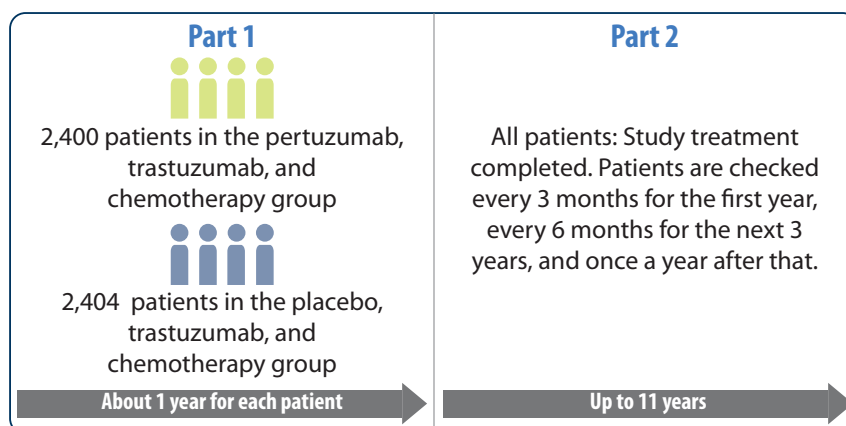 Part 1
2,400 patients in the pertuzumab,
trastuzumab, and
chemotherapy group
2,404 patients in the placebo,
trastuzumab, and
chemotherapy group
About 1 year for each patient
Part 2
All patients: Study treatment
completed. Patients are checked
every 3 months for the first year,
every 6 months for the next 3
years, and once a year after that.
Up to 11 years